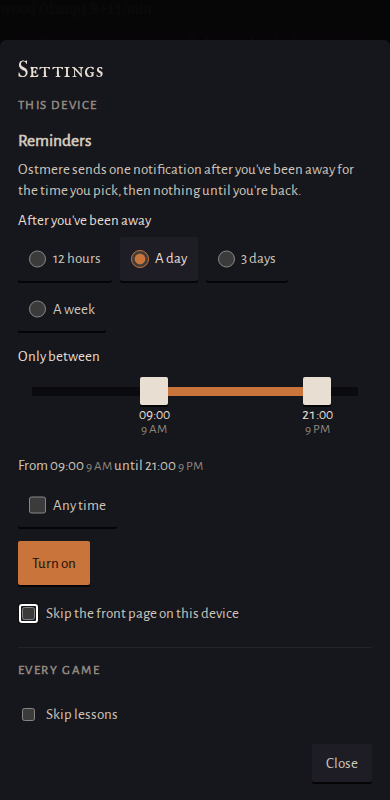 Settings
THIS DEVICE
Reminders
Ostmere sends one notification after you've been away for
the time you pick, then nothing until you're back.
After you've been away
12 hours
A day
3 days
A week
Only between
09:00
21:00
9 AM
9 PM
From 09:00 9 AM until 21:00 9 PM
Any time
Turn on
Skip the front page on this device
EVERY GAME
Skip lessons
Close